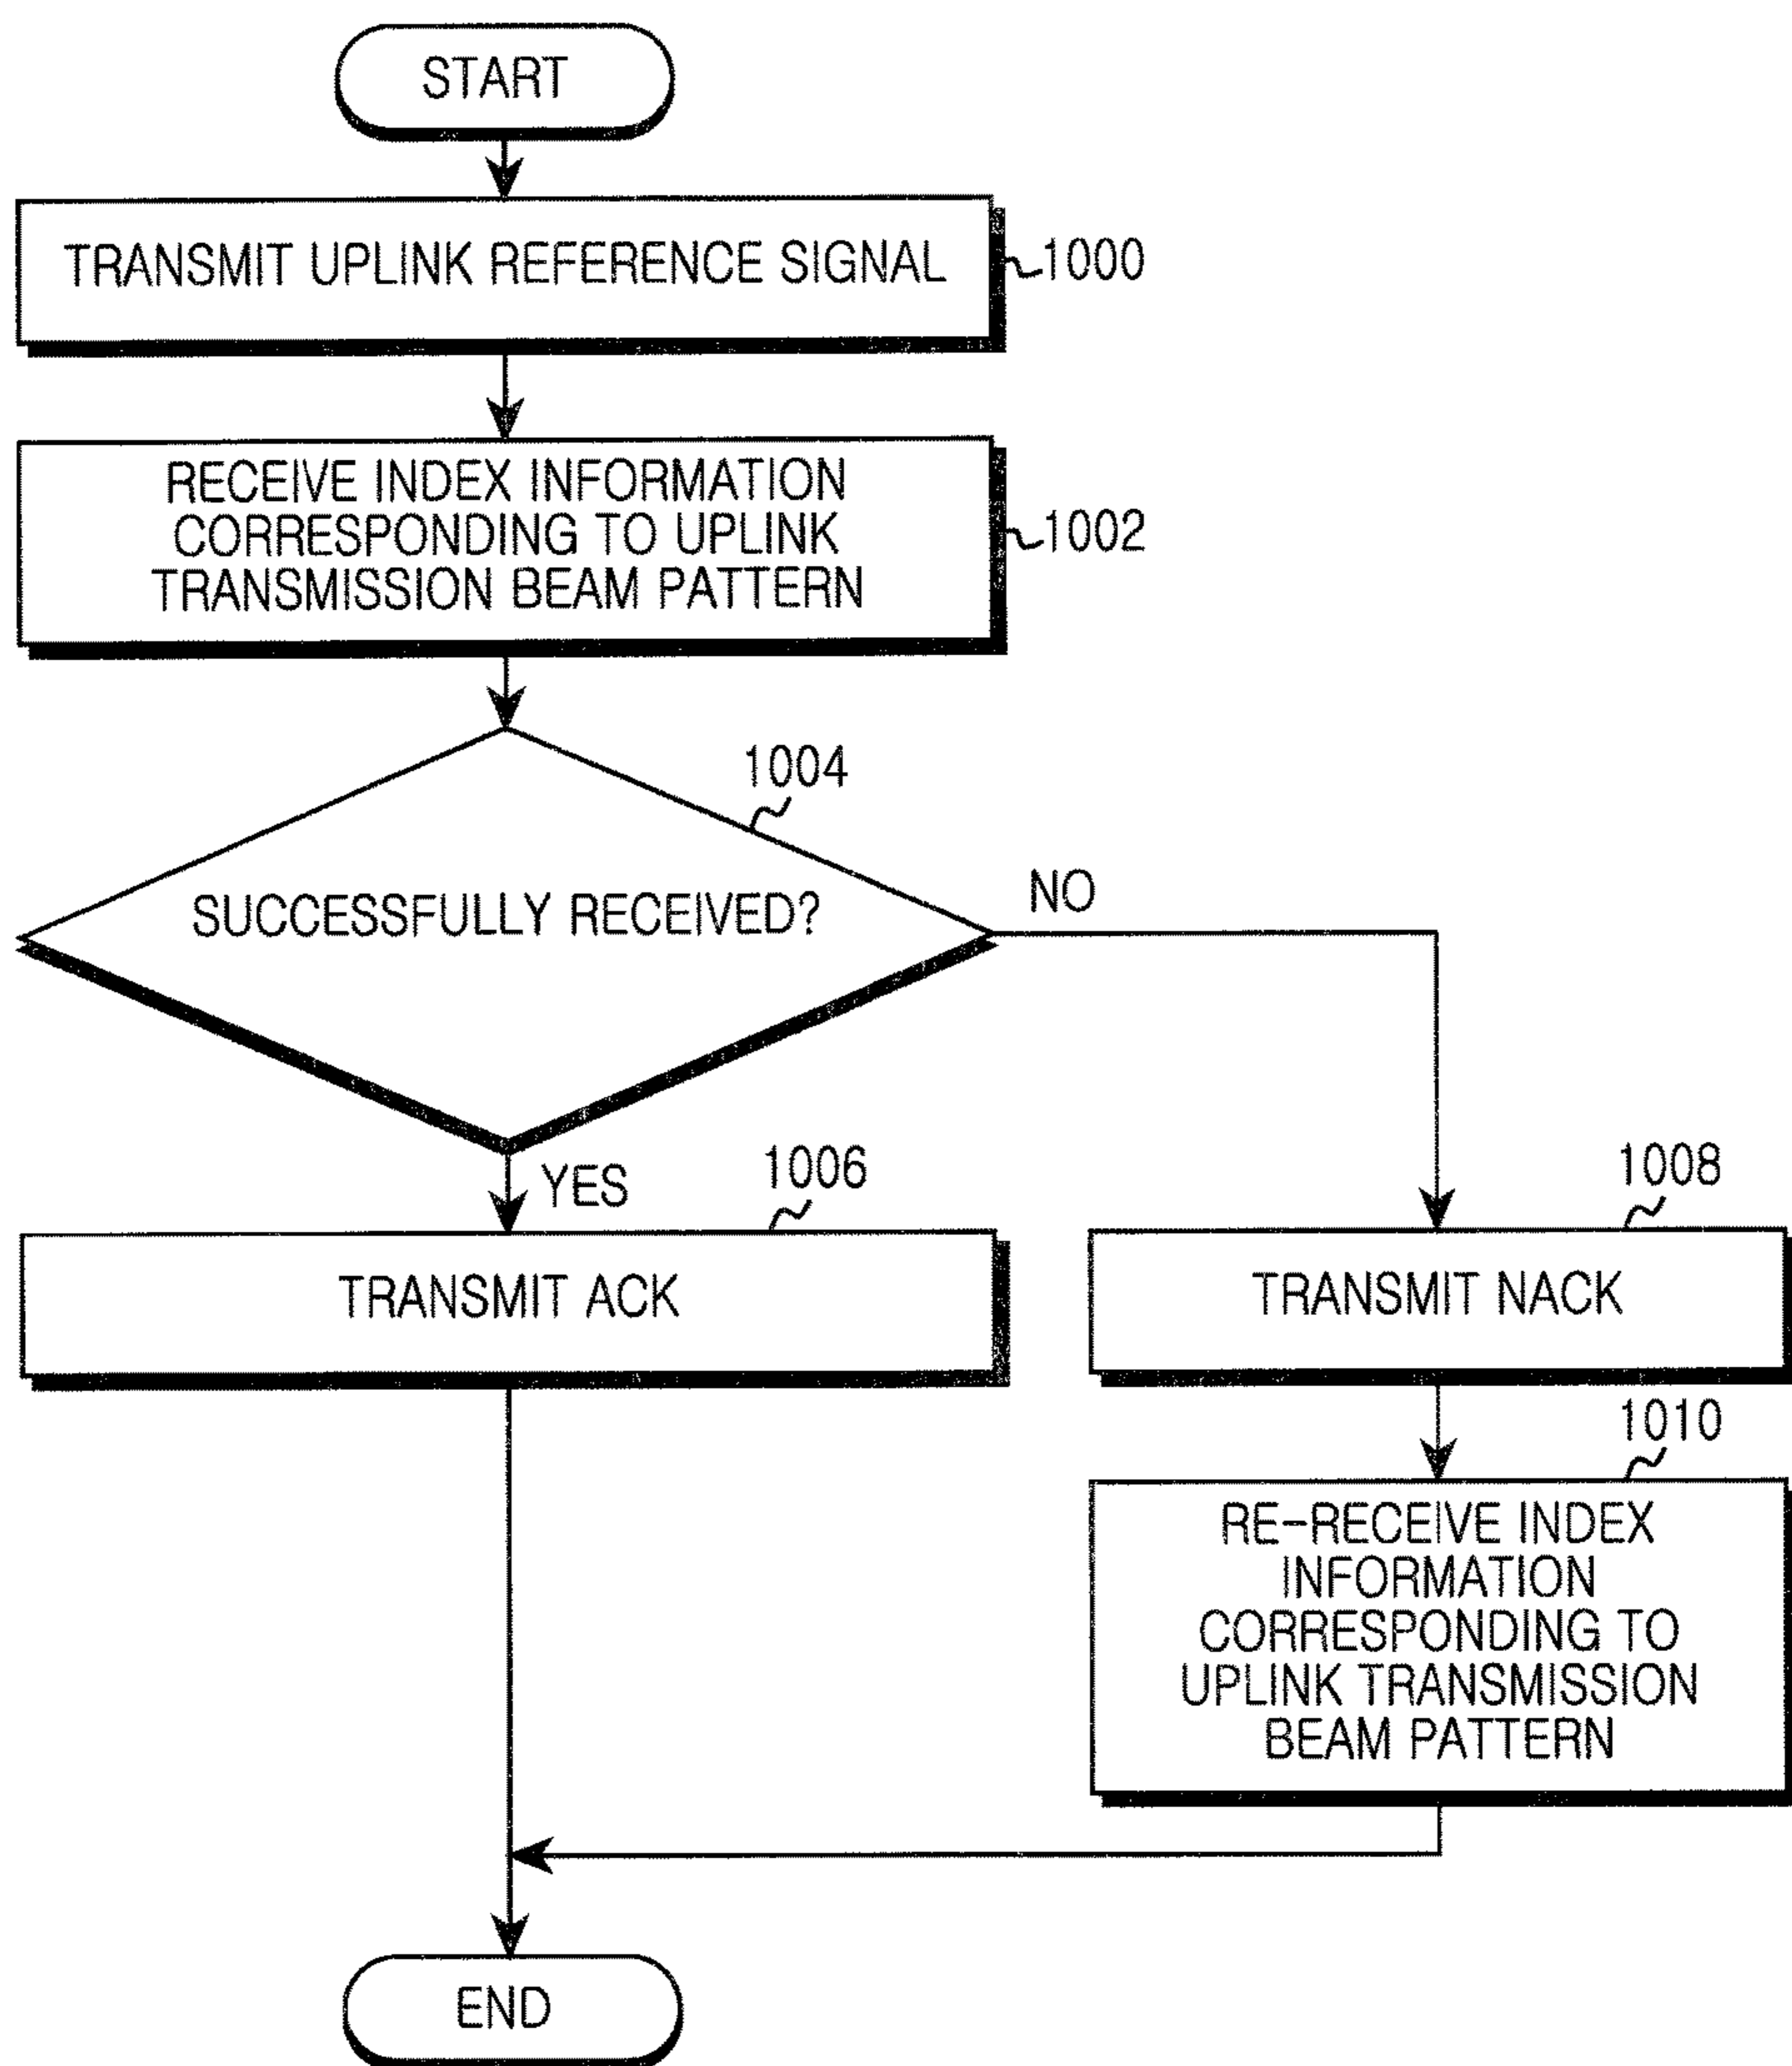 START
TRANSMIT UPLINK REFERENCE SIGNAL
1000
RECEIVE INDEX INFORMATION
CORRESPONDING TO UPLINK
TRANSMISSION BEAM PATTERN
1002
1004
SUCCESSFULLY RECEIVED?
NO
YES
1006
TRANSMIT ACK
1008
TRANSMIT NACK
1010
RE-RECEIVE INDEX
INFORMATION
CORRESPONDING TO
UPLINK TRANSMISSION
BEAM PATTERN
END